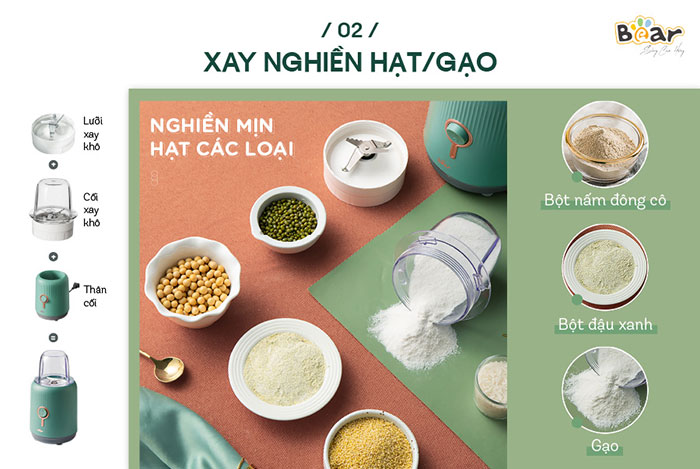 / 02 /
XAY NGHIỀN HẠT/GẠO
Bear
Lưỡi
xay
khô
Cối
xay
khô
Thân
cối
NGHIỀN MỊN
HẠT CÁC LOẠI
Bột nấm đông cô
Bột đậu xanh
Gạo